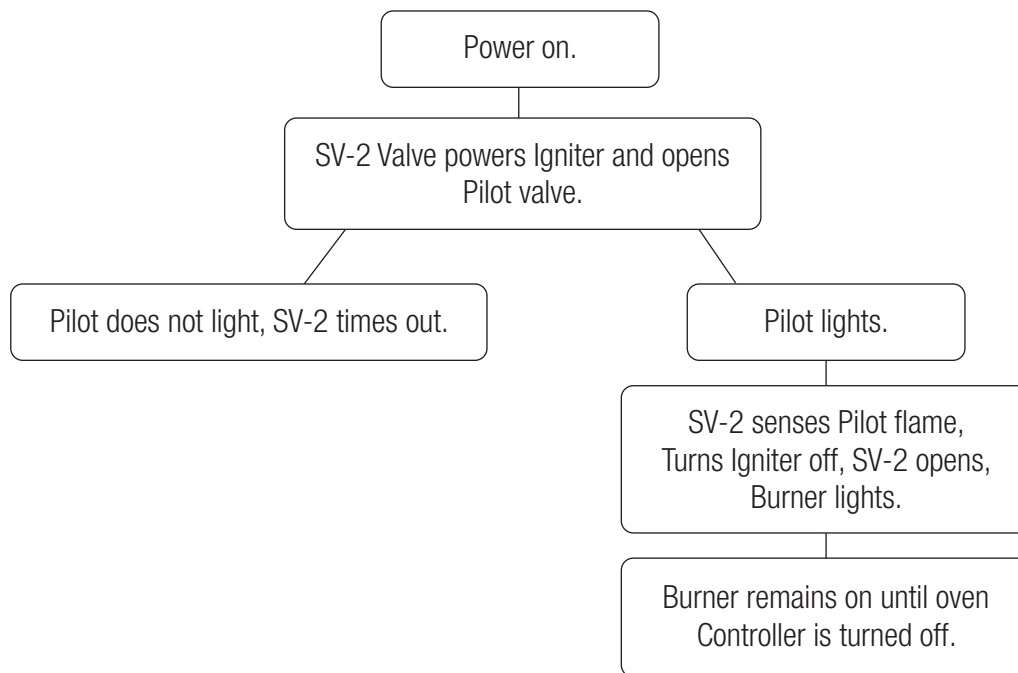 Power on.
SV-2 Valve powers Igniter and opens
Pilot valve.
Pilot does not light, SV-2 times out.
Pilot lights.
SV-2 senses Pilot flame,
Turns Igniter off, SV-2 opens,
Burner lights.
Burner remains on until oven
Controller is turned off.